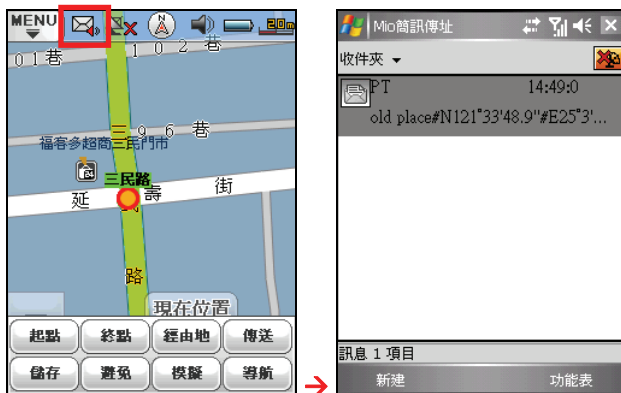 MENU
20m
01巷
102巷
三96巷
福客多超商三民門市
24
三民路
延壽街
民
路
現在位置
起點 終點 經由地 傳送
儲存 避免 模擬 導航
Mio簡訊傳址
收件夾
PT 14:49:0
old place#N121°33'48.9"#E25°3'...
訊息 1 項目
新建 功能表